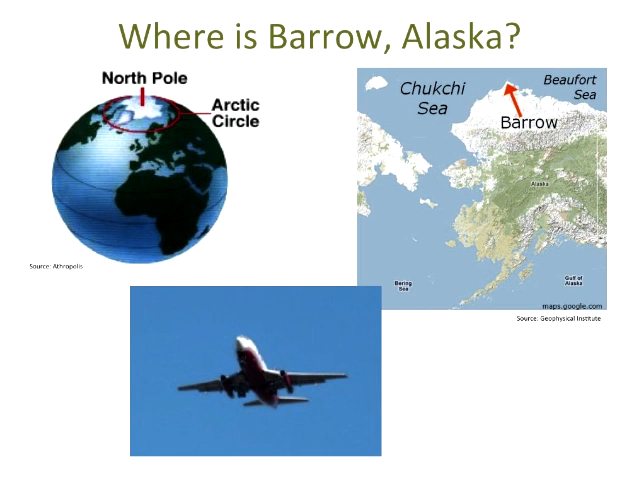 Where is Barrow, Alaska?
North Pole
Arctic
Circle
Source: Athropolis
Chukchi
Sea
Beaufort
Sea
Barrow
Alaska
Bering
Sea
Gulf of
Alaska
maps.google.com
Source: Geophysical Institute